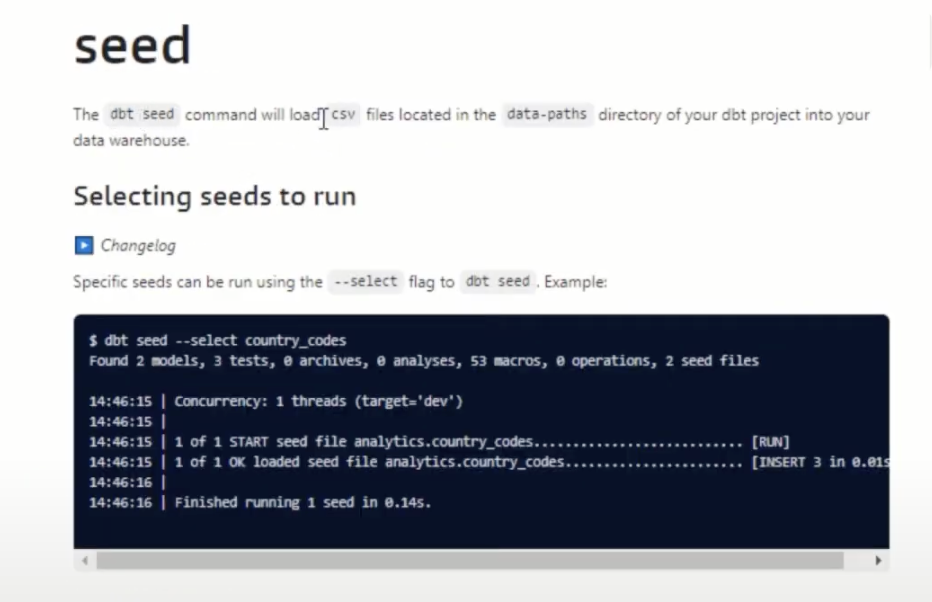 seed
The dbt seed command will load csv files located in the data-paths directory of your dbt project into your
data warehouse.
Selecting seeds to run
Changelog
Specific seeds can be run using the --select flag to dbt seed. Example:
$ dbt seed --select country_codes
Found 2 models, 3 tests, 0 archives, 0 analyses, 53 macros, 0 operations, 2 seed files
14:46:15 | Concurrency: 1 threads (target='dev')
14:46:15 |
14:46:15 | 1 of 1 START seed file analytics.country_codes........................... [RUN]
14:46:15 | 1 of 1 OK loaded seed file analytics.country_codes....................... [INSERT 3 in 0.01s
14:46:16 |
14:46:16 | Finished running 1 seed in 0.14s.